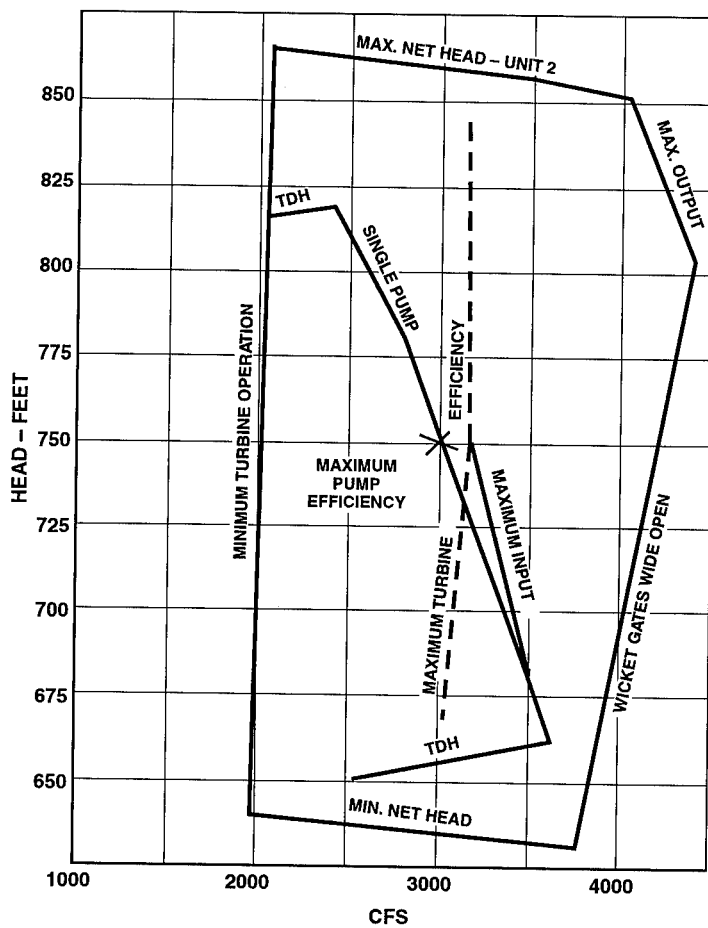 MAX. NET HEAD – UNIT 2
850
MAX. OUTPUT
825
TDH
SINGLE PUMP
800
HEAD – FEET
775
MINIMUM TURBINE OPERATION
EFFICIENCY
750
MAXIMUM
PUMP
EFFICIENCY
MAXIMUM INPUT
725
MAXIMUM TURBINE
WICKET GATES WIDE OPEN
700
675
TDH
650
MIN. NET HEAD
1000
2000
3000
4000
CFS